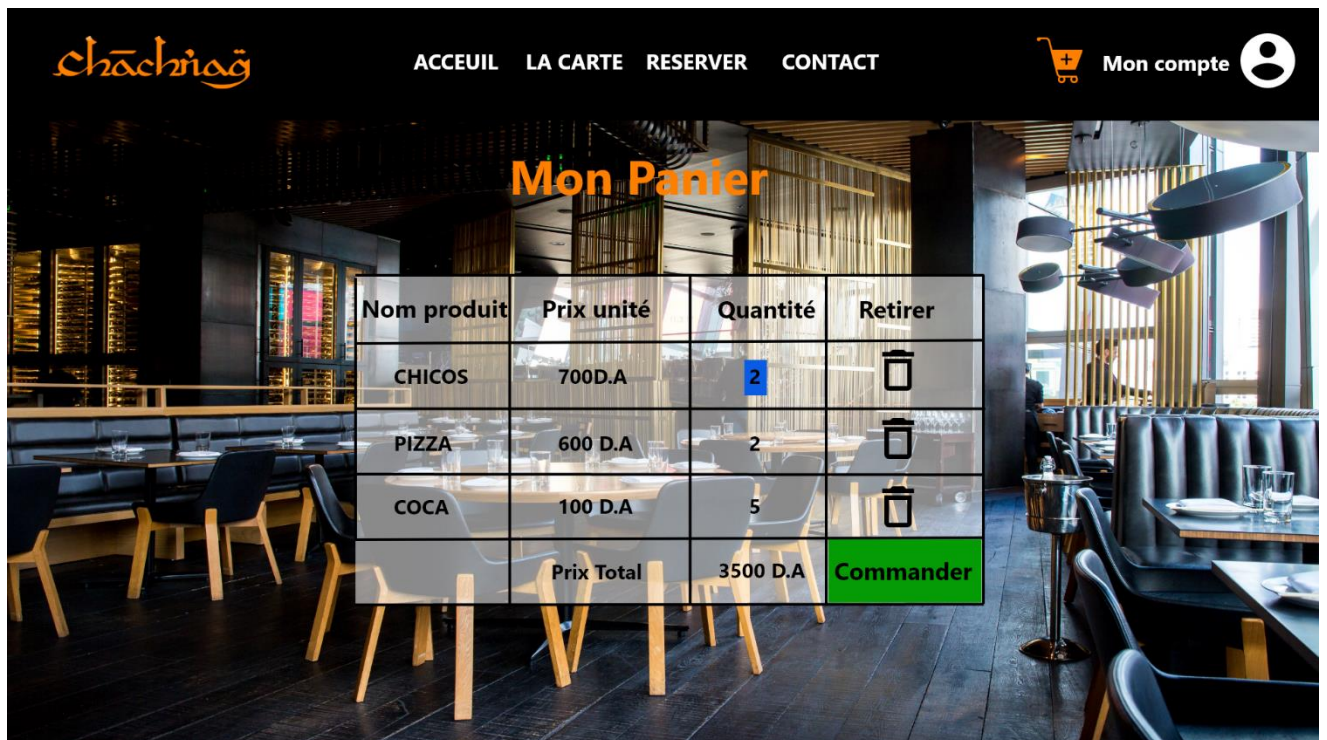 chāchnag̈
ACCEUIL LA CARTE RESERVER CONTACT Mon compte
Mon Panier
Nom produit Prix unité Quantité Retirer
CHICOS 700D.A 2
PIZZA 600 D.A 2
COCA 100 D.A 5
Prix Total 3500 D.A Commander